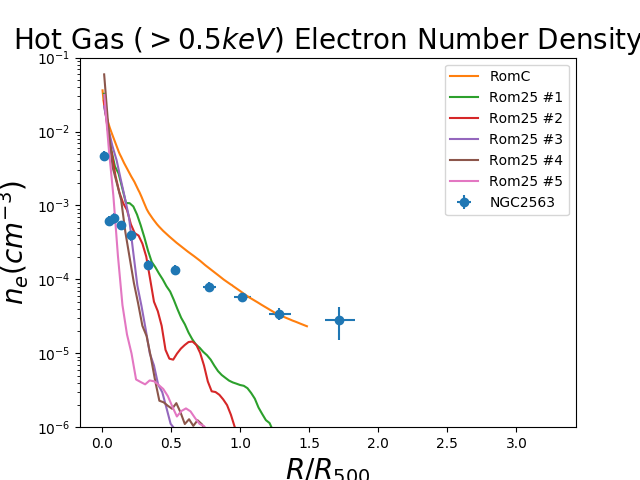 Hot Gas (> 0.5keV) Electron Number Density
10⁻¹
10⁻²
10⁻³
10⁻⁴
10⁻⁵
10⁻⁶
nₑ(cm⁻³)
RomC
Rom25 #1
Rom25 #2
Rom25 #3
Rom25 #4
Rom25 #5
NGC2563
0.0 0.5 1.0 1.5 2.0 2.5 3.0
R/R₅₀₀